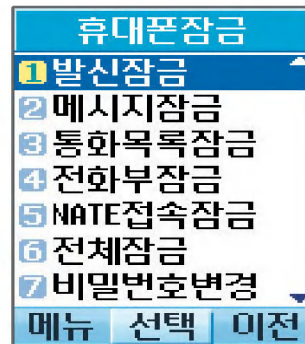 휴대폰잠금
1 발신잠금
2 메시지잠금
3 통화목록잠금
4 전화부잠금
5 NATE접속잠금
6 전체잠금
7 비밀번호변경
메뉴 선택 이전